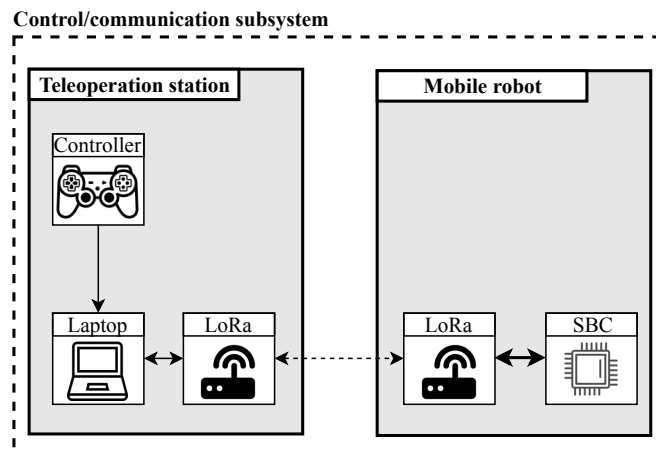 Control/communication subsystem
Teleoperation station
Mobile robot
Controller
Laptop
LoRa
LoRa
SBC